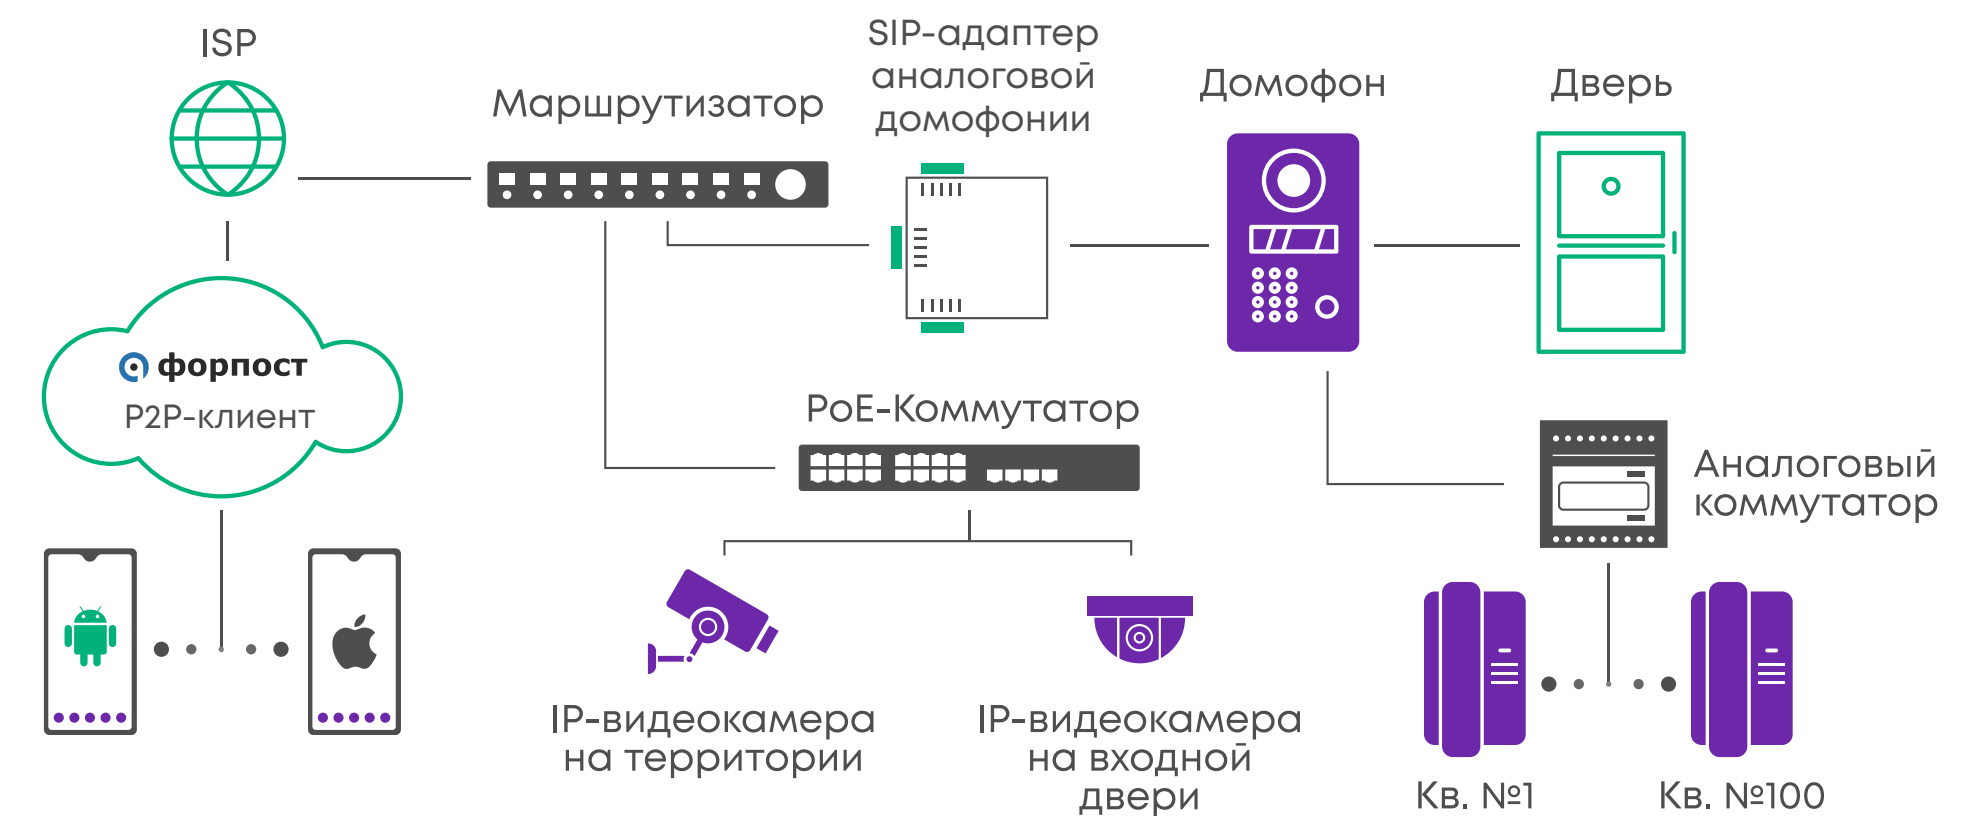 ISP
Маршрутизатор
SIP-адаптер
аналоговой
домофонии
Домофон
Дверь
форпост
P2P-клиент
PoE-Коммутатор
Аналоговый
коммутатор
IP-видеокамера
на территории
IP-видеокамера
на входной
двери
Кв. №1
Кв. №100